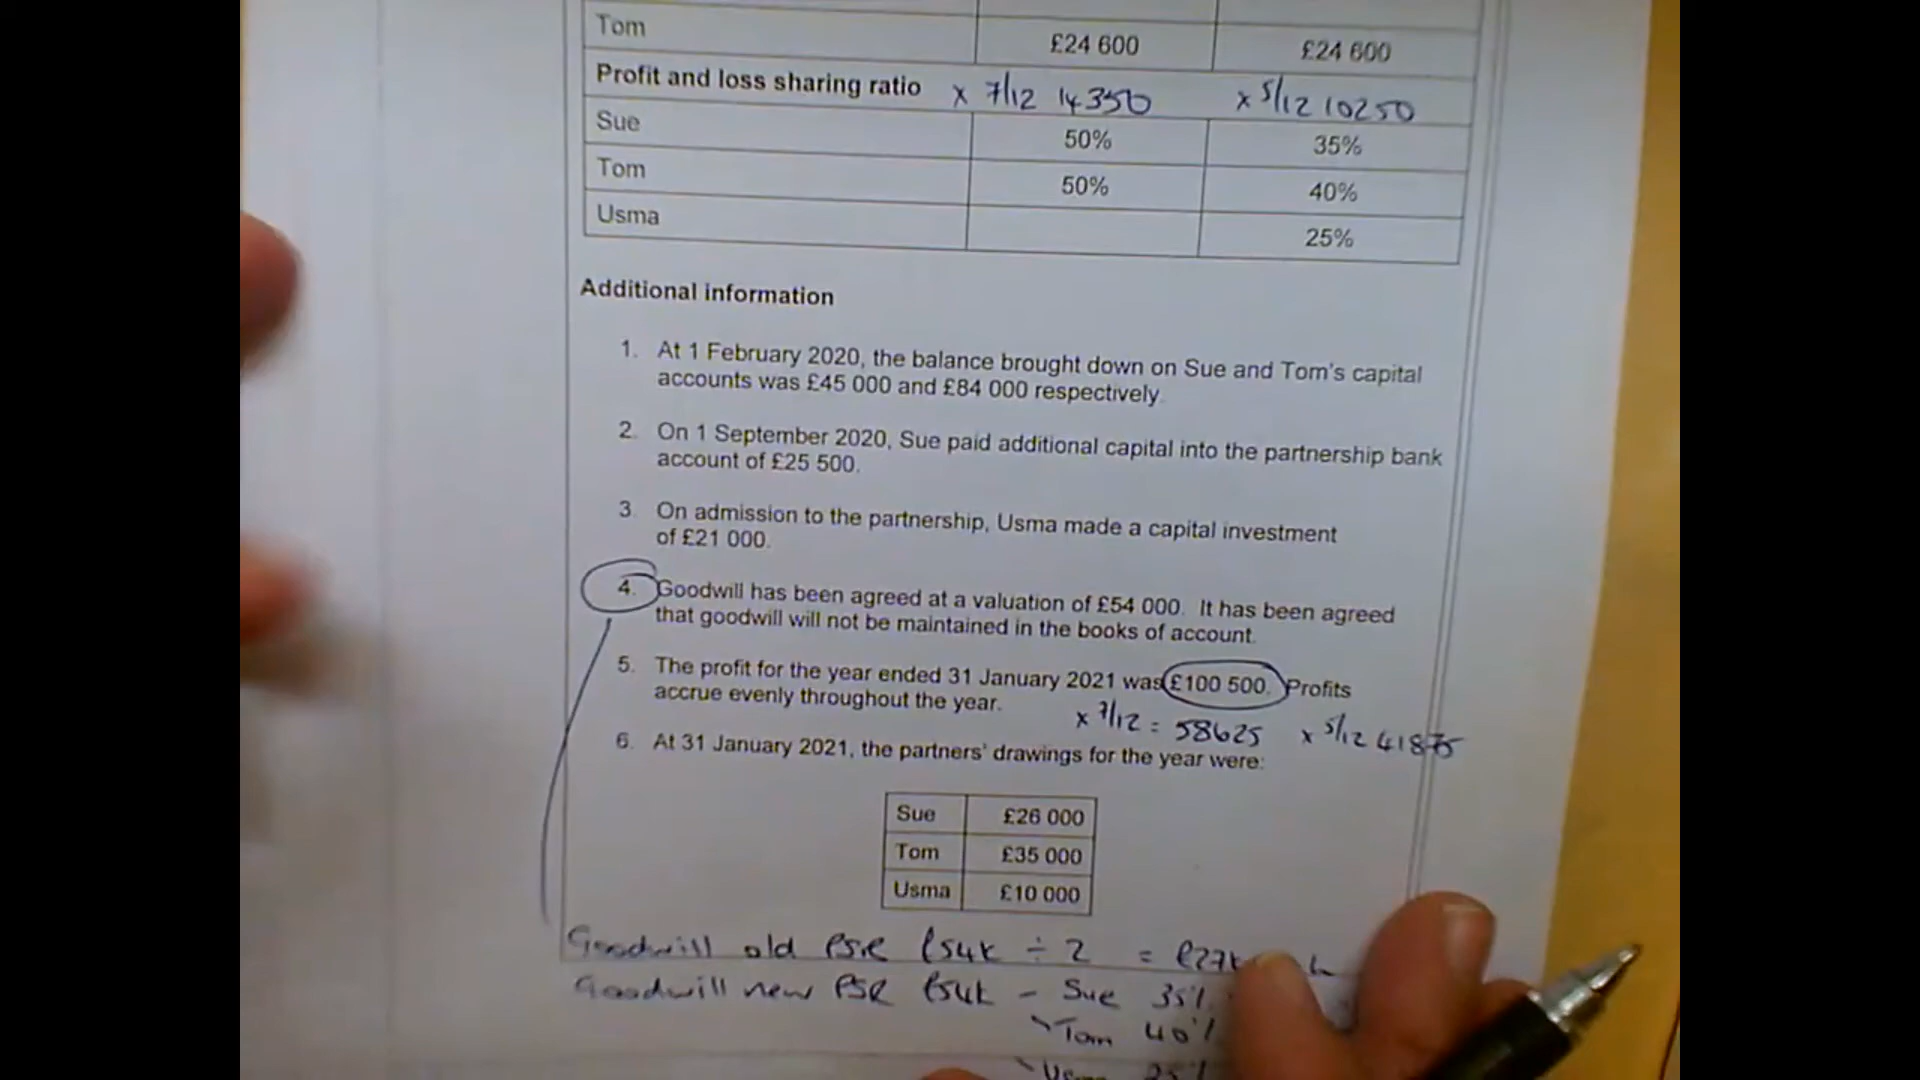 Tom £24 600 £24 600
Profit and loss sharing ratio x 7/12 14350 x 5/12 10250
Sue 50% 35%
Tom 50% 40%
Usma 25%
Additional information
1. At 1 February 2020, the balance brought down on Sue and Tom's capital
accounts was £45 000 and £84 000 respectively.
2. On 1 September 2020, Sue paid additional capital into the partnership bank
account of £25 500.
3. On admission to the partnership, Usma made a capital investment
of £21 000.
4. Goodwill has been agreed at a valuation of £54 000. It has been agreed
that goodwill will not be maintained in the books of account.
5. The profit for the year ended 31 January 2021 was £100 500. Profits
accrue evenly throughout the year.
x 7/12 = 58625 x 5/12 41875
6. At 31 January 2021, the partners' drawings for the year were:
Sue £26 000
Tom £35 000
Usma £10 000
Goodwill old PSR £54k ÷ 2 = £27k
Goodwill new PSR £54k - Sue 35%
Tom 40%
25%